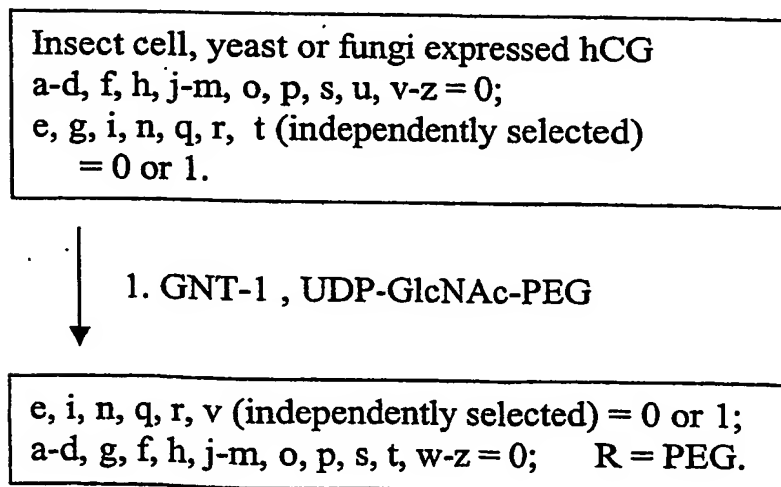 Insect cell, yeast or fungi expressed hCG
a-d, f, h, j-m, o, p, s, u, v-z = 0;
e, g, i, n, q, r, t (independently selected)
= 0 or 1.
1. GNT-1 , UDP-GlcNAc-PEG
e, i, n, q, r, v (independently selected) = 0 or 1;
a-d, g, f, h, j-m, o, p, s, t, w-z = 0; R = PEG.